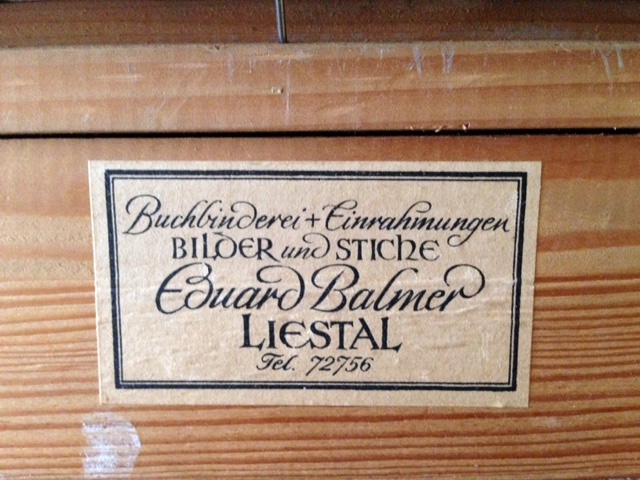 Buchbinderei + Einrahmungen
BILDER und STICHE
Eduard Balmer
LIESTAL
Tel. 72756